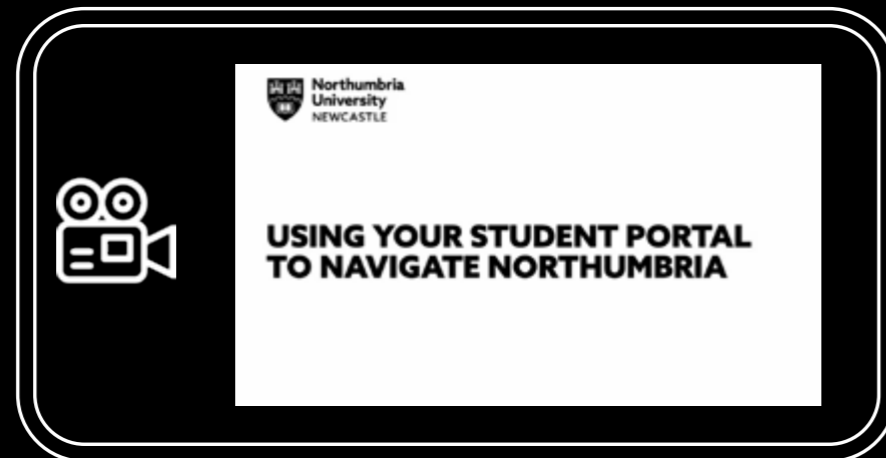 Northumbria
University
NEWCASTLE
USING YOUR STUDENT PORTAL
TO NAVIGATE NORTHUMBRIA